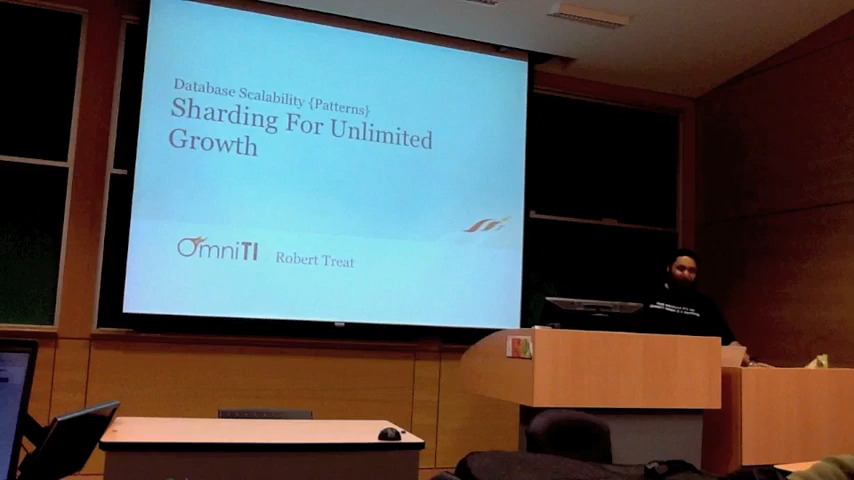 Database Scalability {Patterns}
Sharding For Unlimited
Growth
OmniTI
Robert Treat